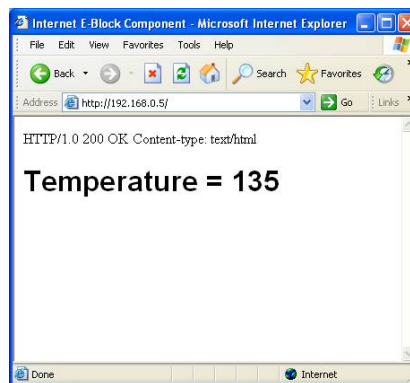 Internet E-Block Component - Microsoft Internet Explorer
File Edit View Favorites Tools Help
Back Search Favorites
Address http://192.168.0.5/ Go Links
HTTP/1.0 200 OK Content-type: text/html
Temperature = 135
Done Internet